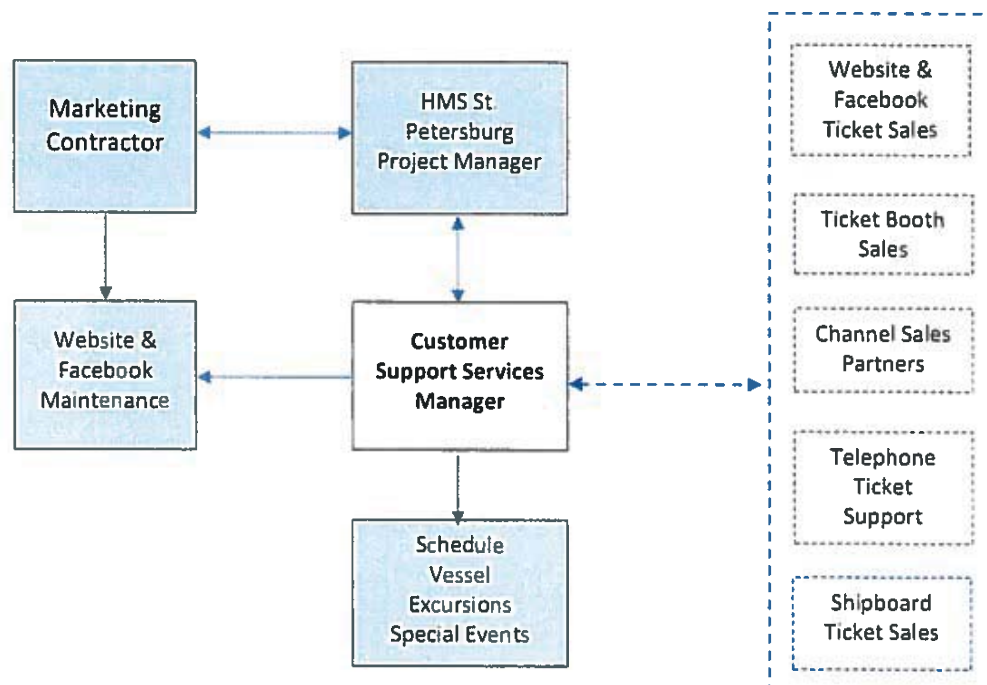 Marketing
Contractor
HMS St.
Petersburg
Project Manager
Website &
Facebook
Maintenance
Customer
Support Services
Manager
Schedule
Vessel
Excursions
Special Events
Website &
Facebook
Ticket Sales
Ticket Booth
Sales
Channel Sales
Partners
Telephone
Ticket
Support
Shipboard
Ticket Sales